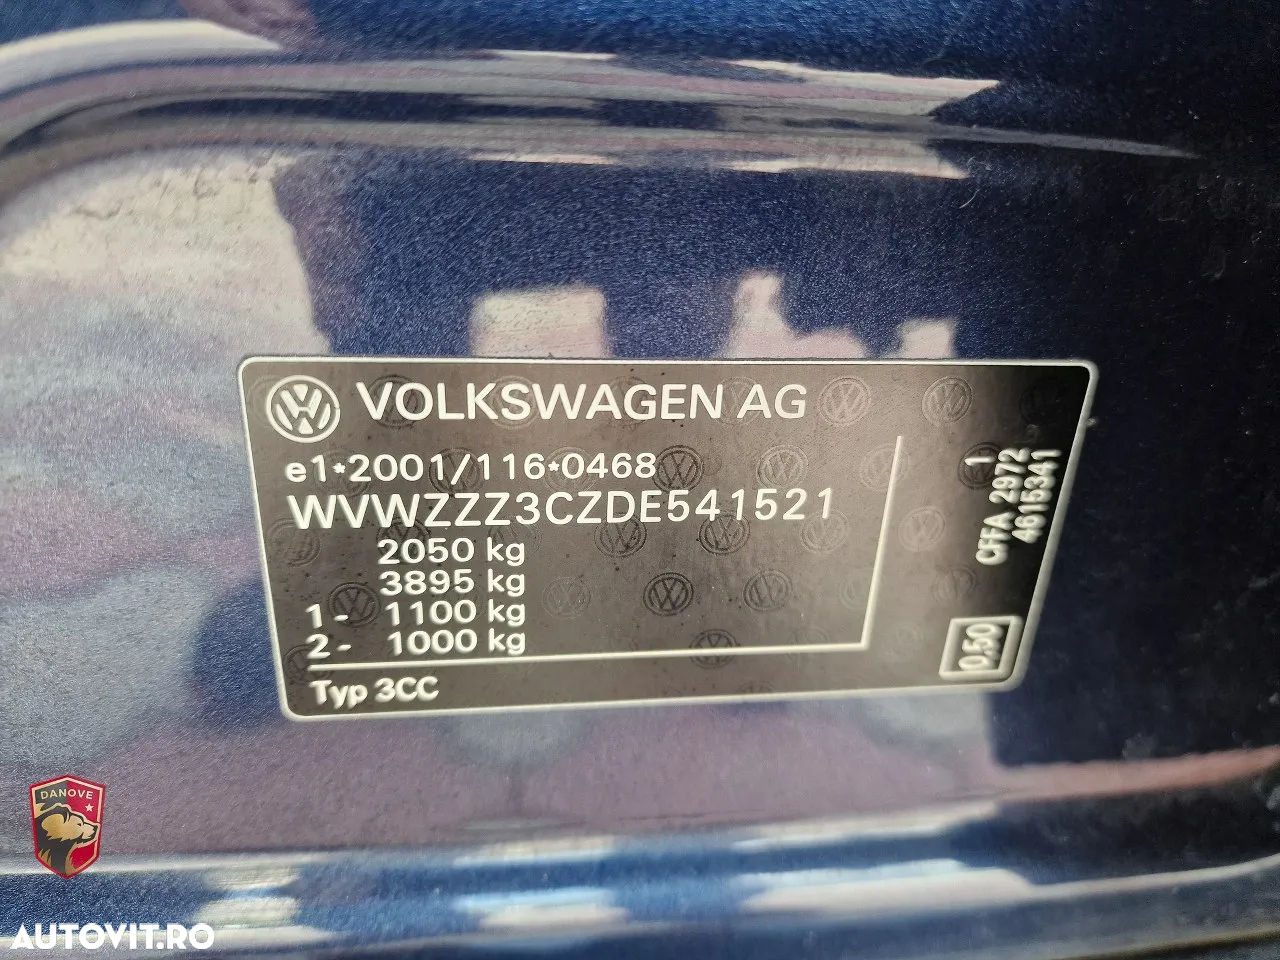 VOLKSWAGEN AG
e1*2001/116*0468
WVWZZZ3CZDE541521
2050 kg
3895 kg
1- 1100 kg
2- 1000 kg
Typ 3CC
1
CFFA 2972
4615341
0,50
DANOVE
AUTOVIT.RO